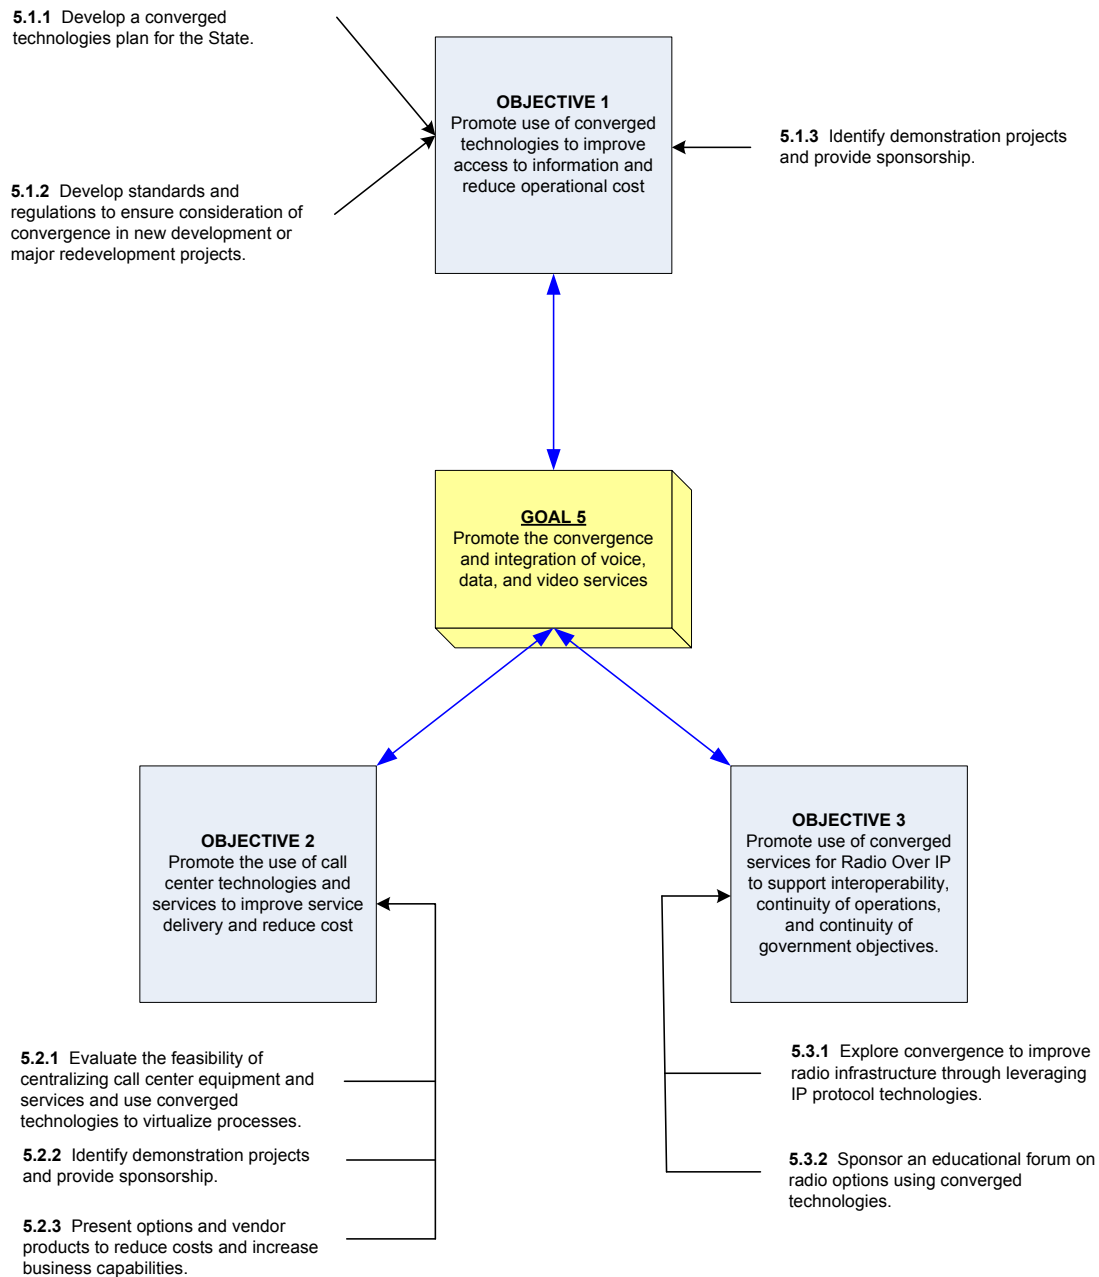 5.1.1 Develop a converged
technologies plan for the State.
OBJECTIVE 1
Promote use of converged
technologies to improve
access to information and
reduce operational cost
5.1.3 Identify demonstration projects
and provide sponsorship.
5.1.2 Develop standards and
regulations to ensure consideration of
convergence in new development or
major redevelopment projects.
GOAL 5
Promote the convergence
and integration of voice,
data, and video services
OBJECTIVE 2
Promote the use of call
center technologies and
services to improve service
delivery and reduce cost
OBJECTIVE 3
Promote use of converged
services for Radio Over IP
to support interoperability,
continuity of operations,
and continuity of
government objectives.
5.2.1 Evaluate the feasibility of
centralizing call center equipment and
services and use converged
technologies to virtualize processes.
5.2.2 Identify demonstration projects
and provide sponsorship.
5.2.3 Present options and vendor
products to reduce costs and increase
business capabilities.
5.3.1 Explore convergence to improve
radio infrastructure through leveraging
IP protocol technologies.
5.3.2 Sponsor an educational forum on
radio options using converged
technologies.